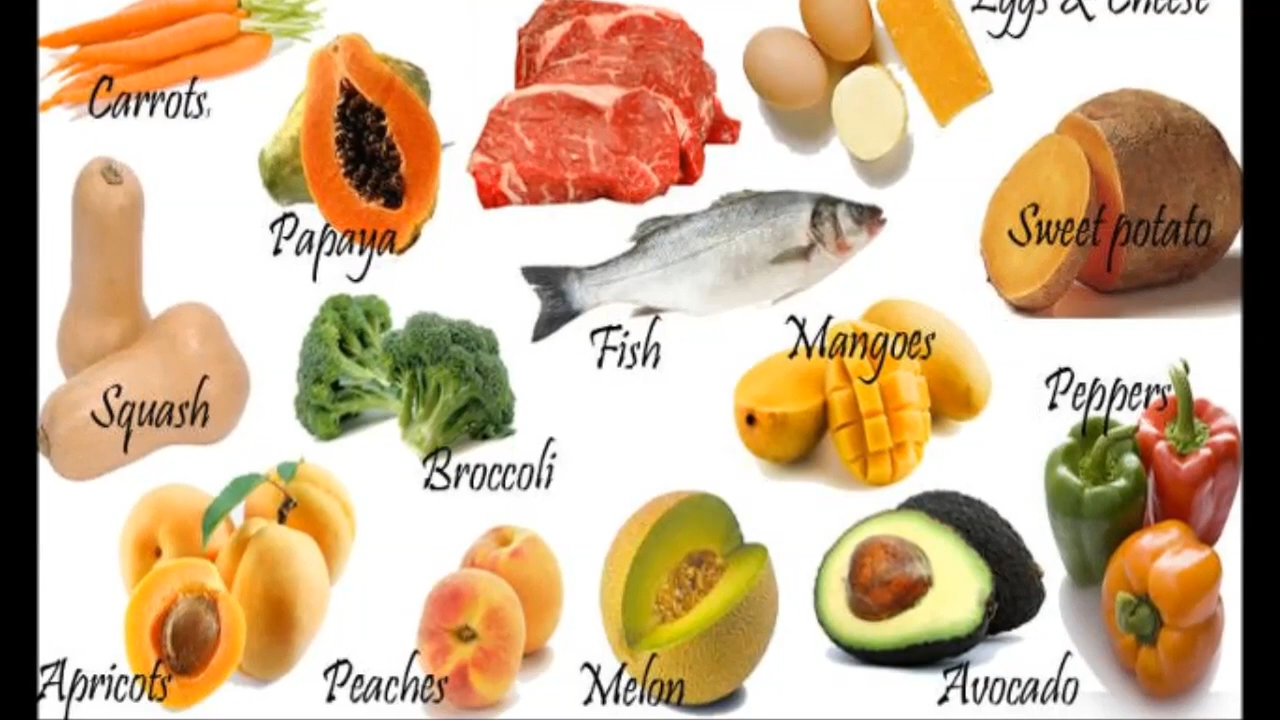 Eggs & Cheese
Carrots,
Papaya
Sweet potato
Fish
Mangoes
Peppers
Squash
Broccoli
Apricots
Peaches
Melon
Avocado